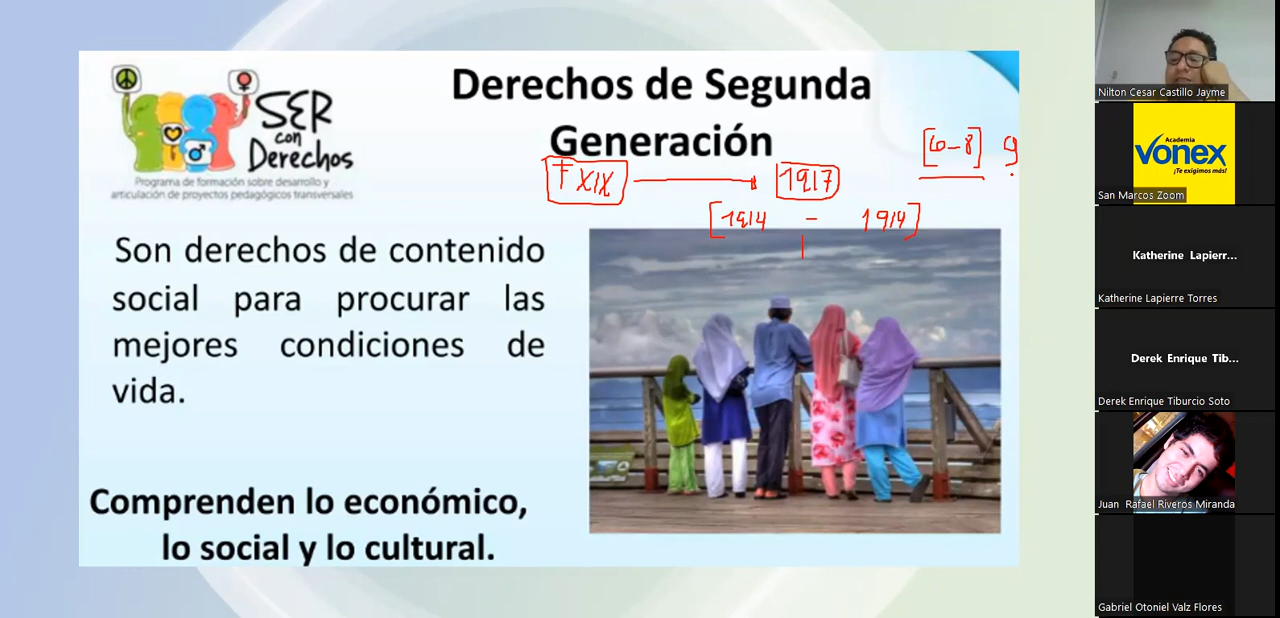 SER
con
Derechos
Programa de formación sobre desarrollo y
articulación de proyectos pedagógicos transversales
Derechos de Segunda
Generación
[6-8] 9
F XIX 1917
[1914 - 1914]
Son derechos de contenido
social para procurar las
mejores condiciones de
vida.
Comprenden lo económico,
lo social y lo cultural.
Nilton Cesar Castillo Jayme
Academia
Vonex
¡Te exigimos más!
San Marcos Zoom
Katherine Lapierr...
Katherine Lapierre Torres
Derek Enrique Tib...
Derek Enrique Tiburcio Soto
Juan Rafael Riveros Miranda
Gabriel Otoniel Valz Flores